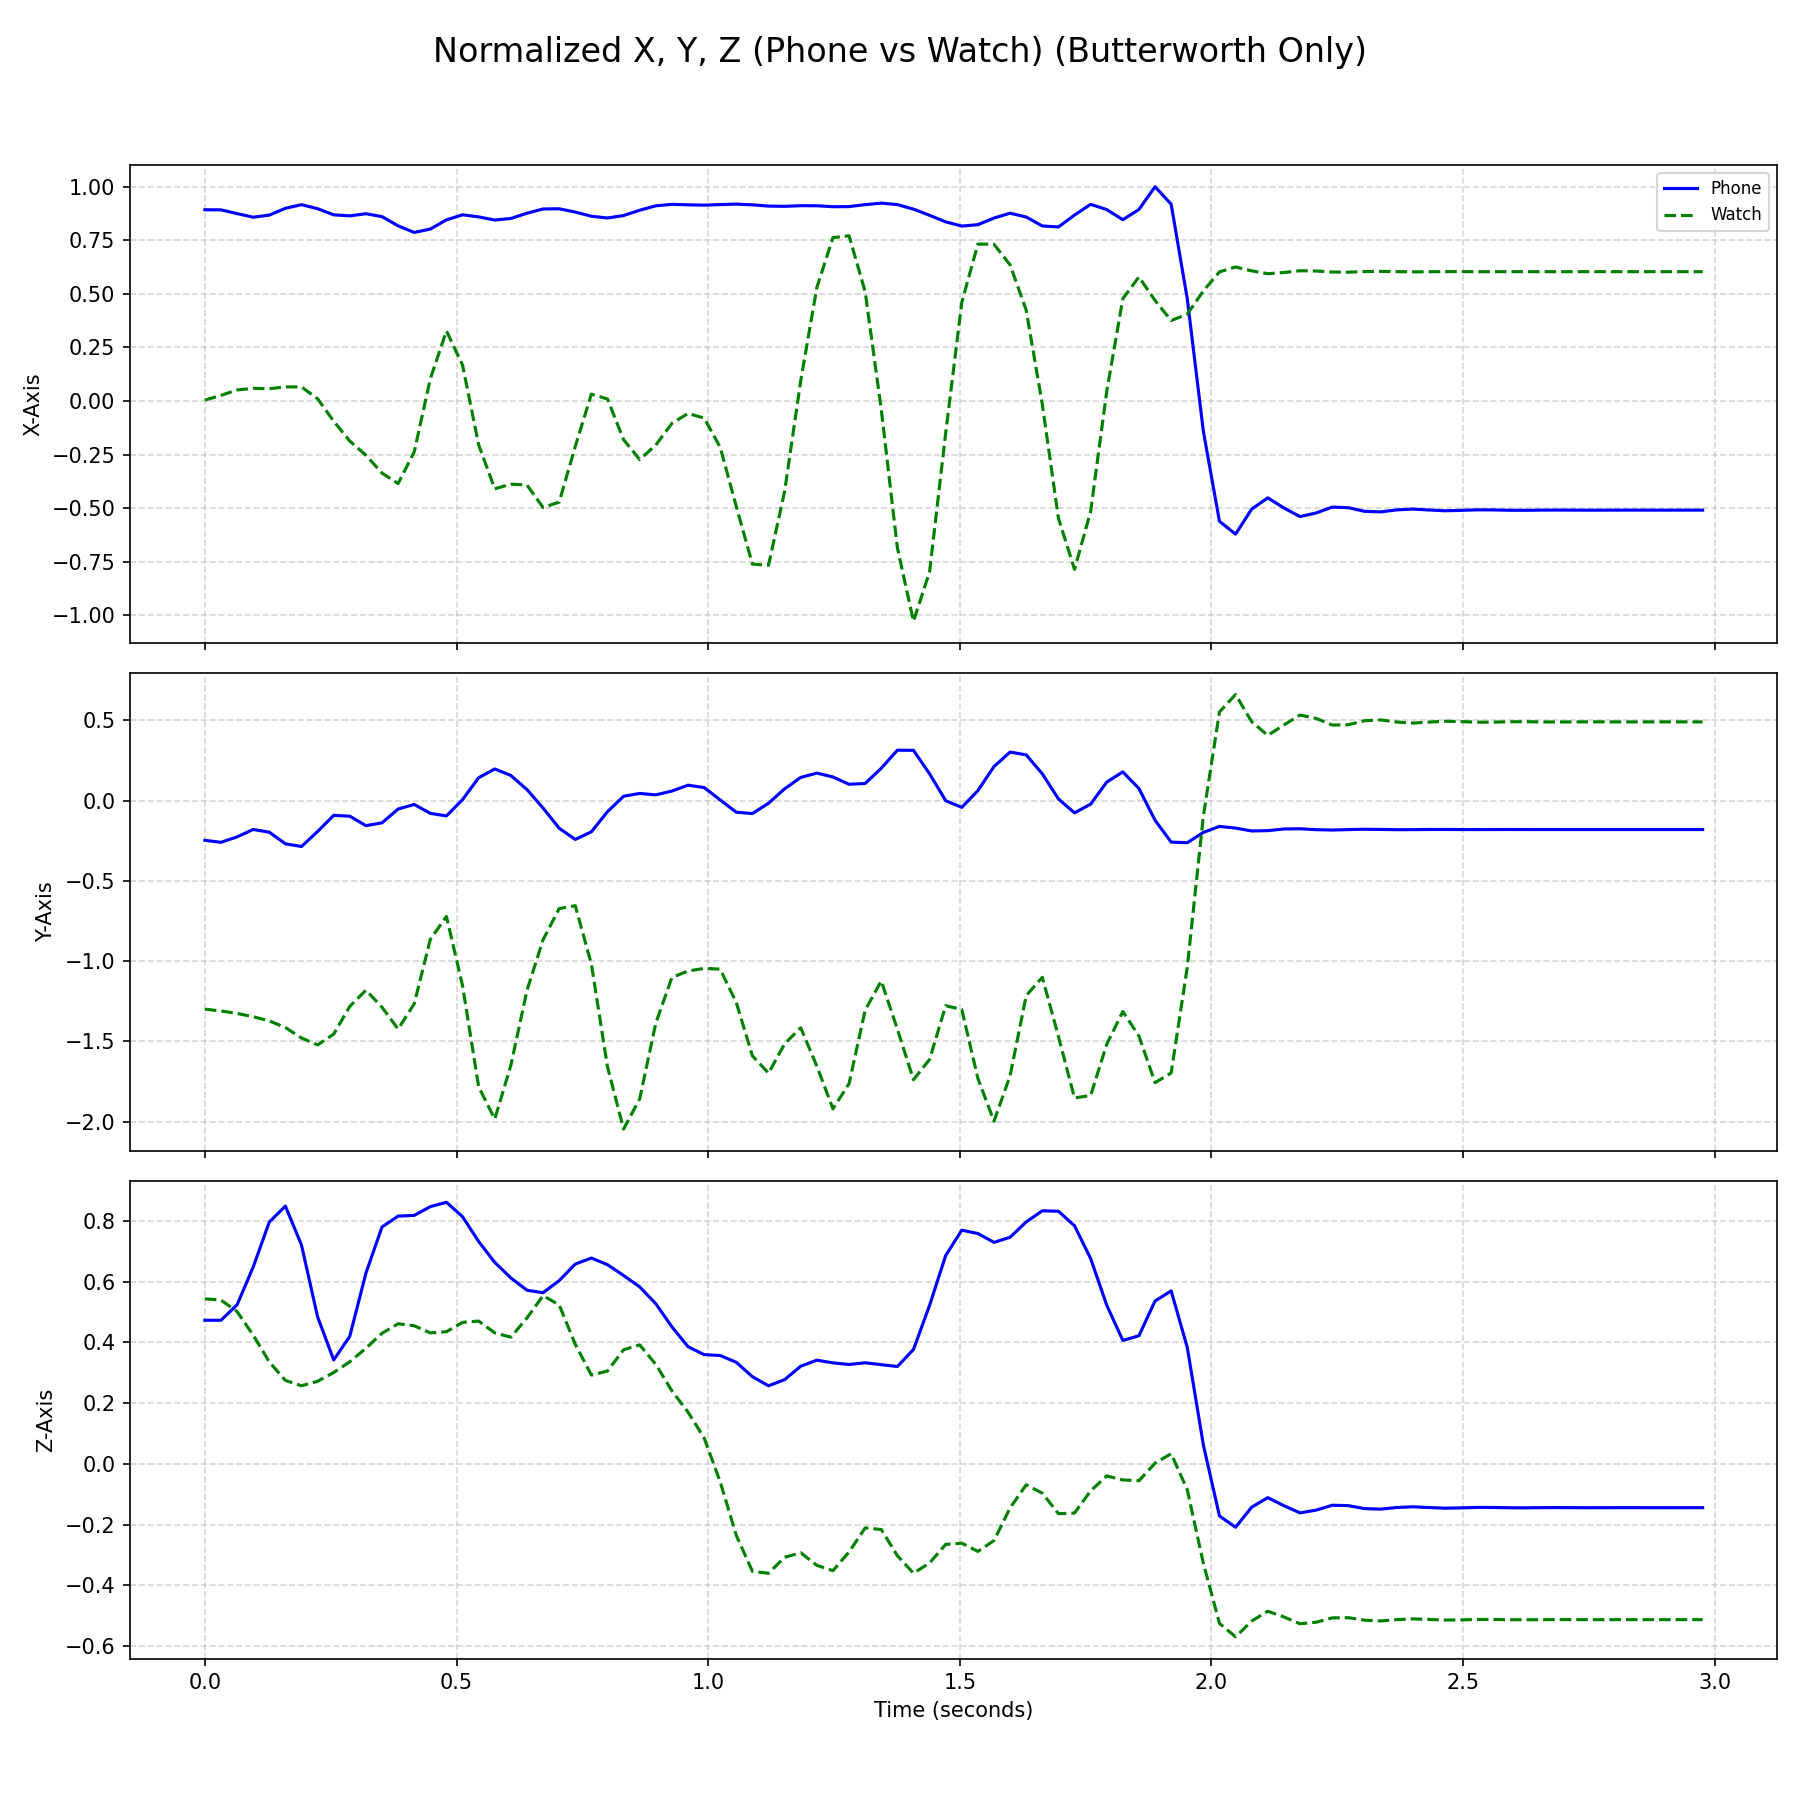 Normalized X, Y, Z (Phone vs Watch) (Butterworth Only)
Phone
Watch
1.00
0.75
0.50
0.25
0.00
−0.25
−0.50
−0.75
−1.00
X-Axis
0.5
0.0
−0.5
−1.0
−1.5
−2.0
Y-Axis
0.8
0.6
0.4
0.2
0.0
−0.2
−0.4
−0.6
Z-Axis
0.0 0.5 1.0 1.5 2.0 2.5 3.0
Time (seconds)